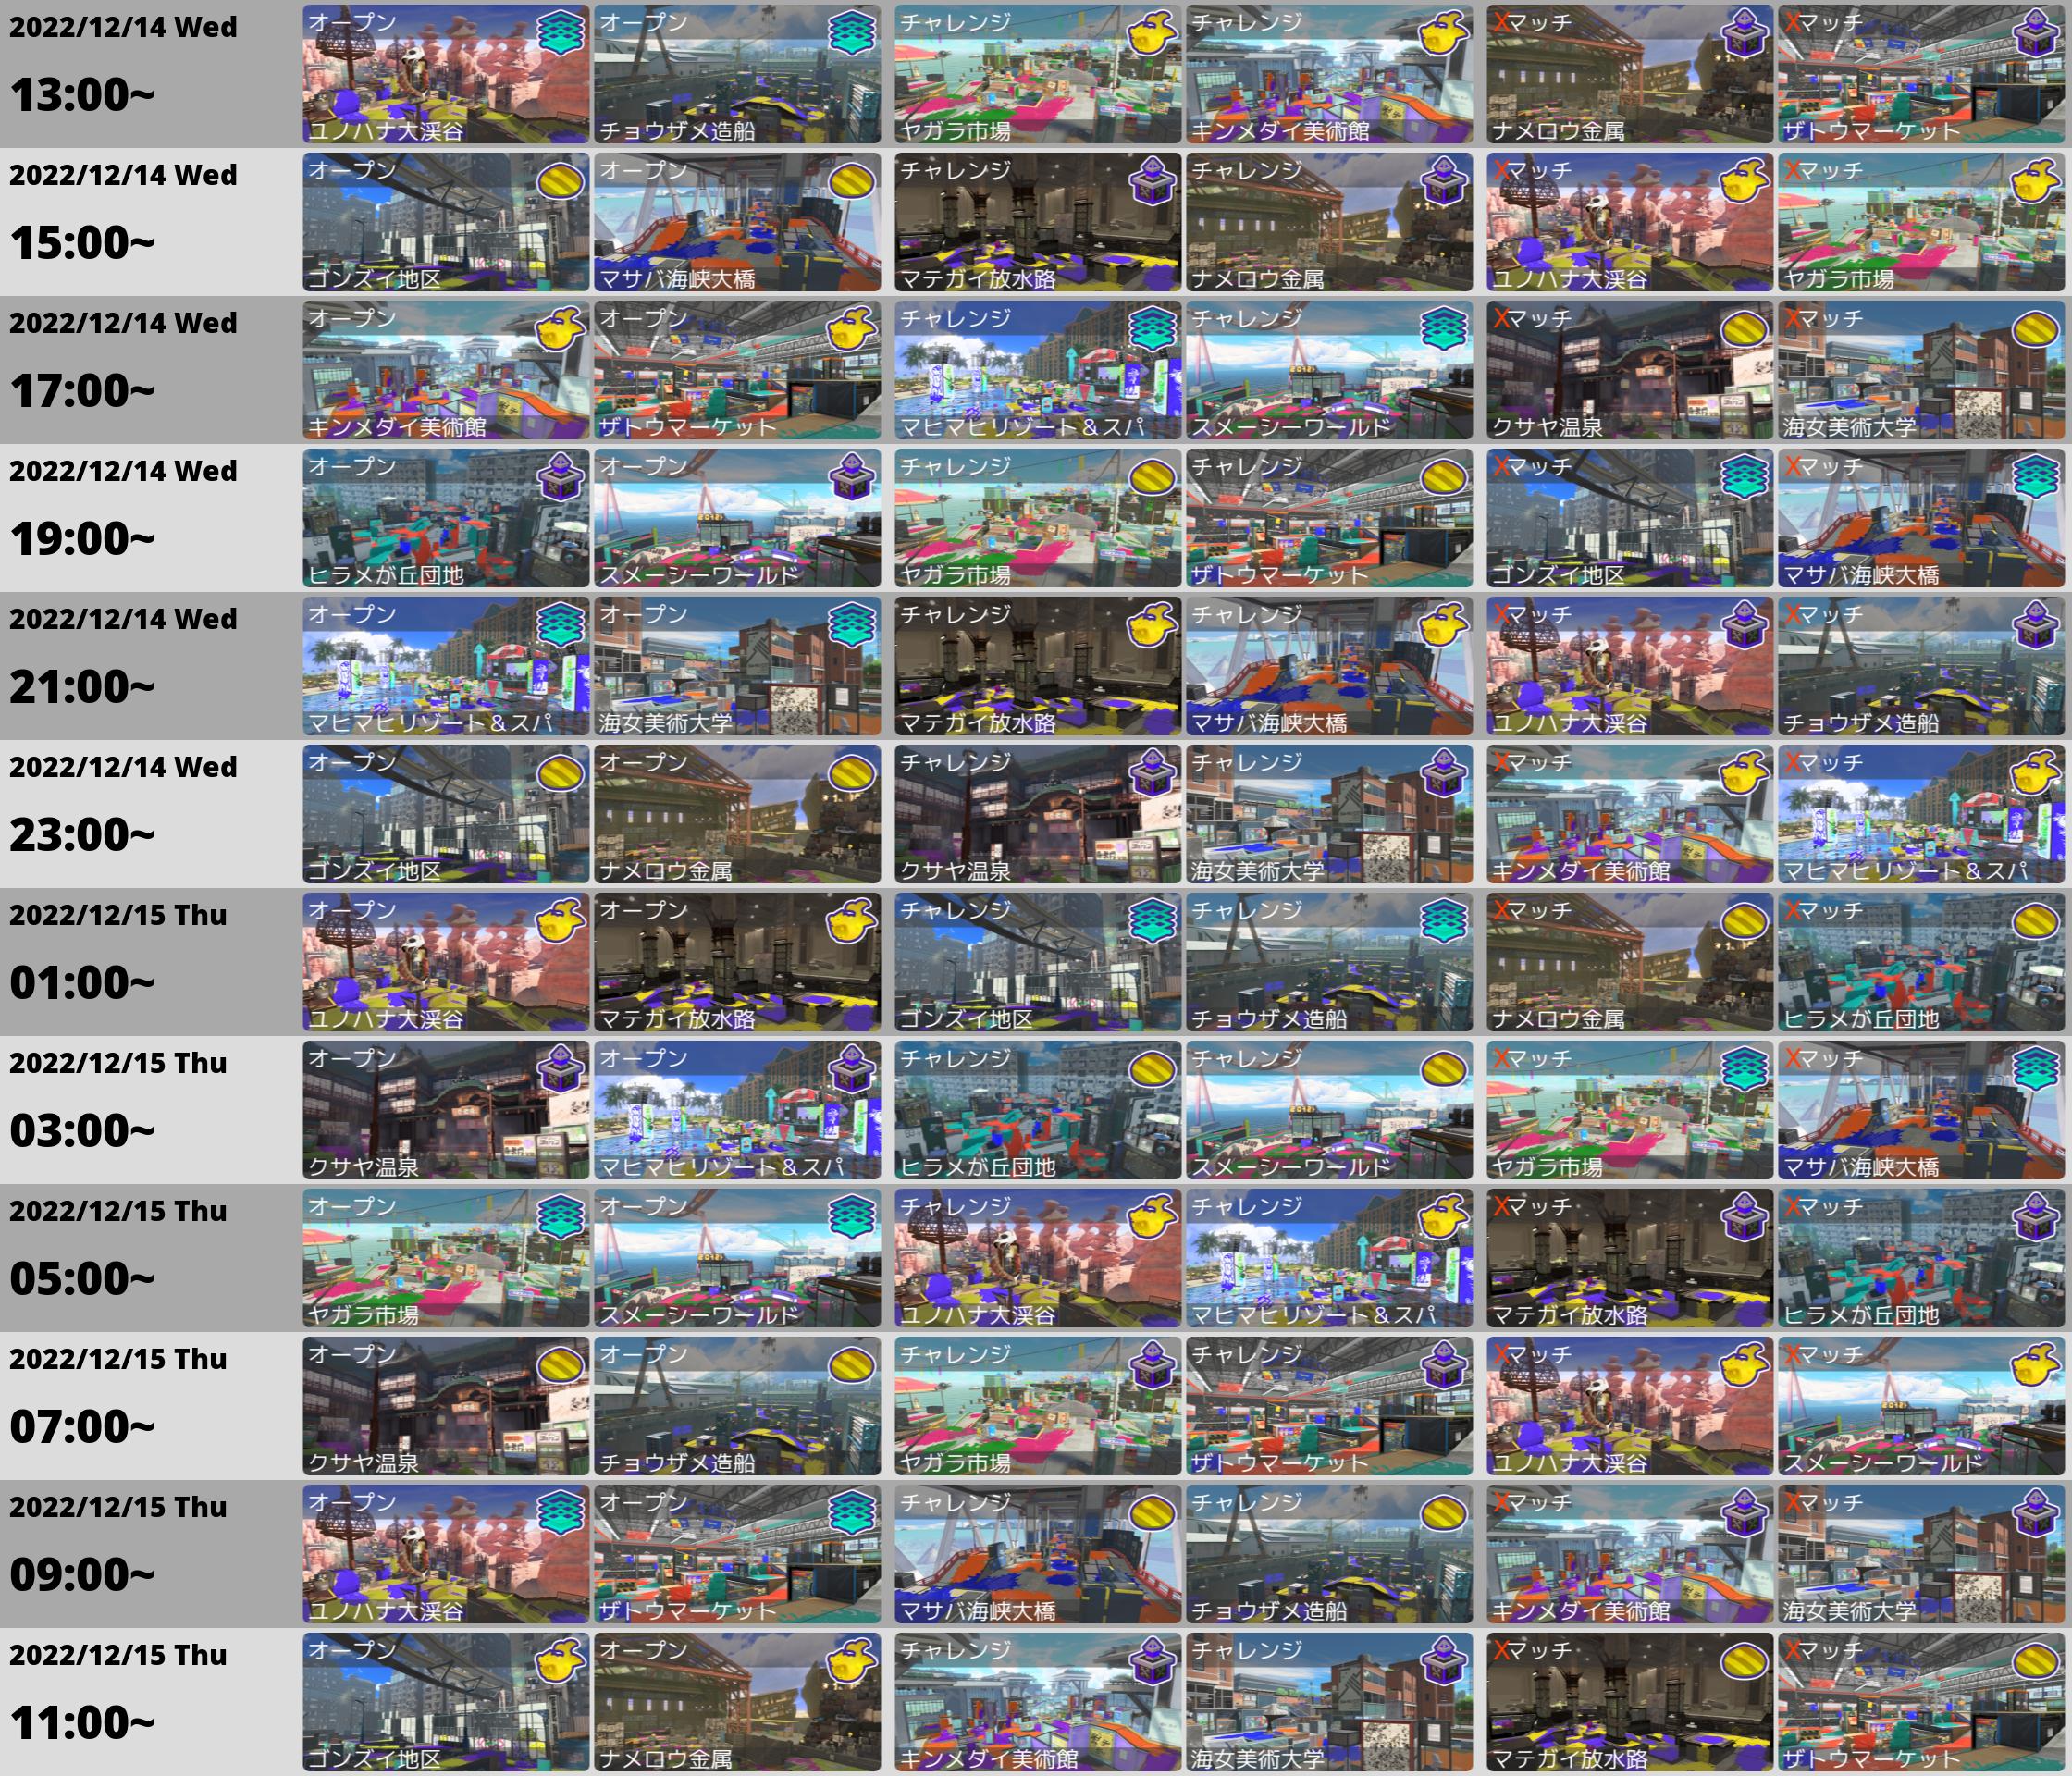 2022/12/14 Wed
13:00~
オープン オープン チャレンジ チャレンジ Xマッチ Xマッチ
ユノハナ大渓谷 チョウザメ造船 ヤガラ市場 キンメダイ美術館 ナメロウ金属 ザトウマーケット
2022/12/14 Wed
15:00~
オープン オープン チャレンジ チャレンジ Xマッチ Xマッチ
ゴンズイ地区 マサバ海峡大橋 マテガイ放水路 ナメロウ金属 ユノハナ大渓谷 ヤガラ市場
2022/12/14 Wed
17:00~
オープン オープン チャレンジ チャレンジ Xマッチ Xマッチ
キンメダイ美術館 ザトウマーケット マヒマヒリゾート&スパ スメーシーワールド クサヤ温泉 海女美術大学
2022/12/14 Wed
19:00~
オープン オープン チャレンジ チャレンジ Xマッチ Xマッチ
ヒラメが丘団地 スメーシーワールド ヤガラ市場 ザトウマーケット ゴンズイ地区 マサバ海峡大橋
2022/12/14 Wed
21:00~
オープン オープン チャレンジ チャレンジ Xマッチ Xマッチ
マヒマヒリゾート&スパ 海女美術大学 マテガイ放水路 マサバ海峡大橋 ユノハナ大渓谷 チョウザメ造船
2022/12/14 Wed
23:00~
オープン オープン チャレンジ チャレンジ Xマッチ Xマッチ
ゴンズイ地区 ナメロウ金属 クサヤ温泉 海女美術大学 キンメダイ美術館 マヒマヒリゾート&スパ
2022/12/15 Thu
01:00~
オープン オープン チャレンジ チャレンジ Xマッチ Xマッチ
ユノハナ大渓谷 マテガイ放水路 ゴンズイ地区 チョウザメ造船 ナメロウ金属 ヒラメが丘団地
2022/12/15 Thu
03:00~
オープン オープン チャレンジ チャレンジ Xマッチ Xマッチ
クサヤ温泉 マヒマヒリゾート&スパ ヒラメが丘団地 スメーシーワールド ヤガラ市場 マサバ海峡大橋
2022/12/15 Thu
05:00~
オープン オープン チャレンジ チャレンジ Xマッチ Xマッチ
ヤガラ市場 スメーシーワールド ユノハナ大渓谷 マヒマヒリゾート&スパ マテガイ放水路 ヒラメが丘団地
2022/12/15 Thu
07:00~
オープン オープン チャレンジ チャレンジ Xマッチ Xマッチ
クサヤ温泉 チョウザメ造船 ヤガラ市場 ザトウマーケット ユノハナ大渓谷 スメーシーワールド
2022/12/15 Thu
09:00~
オープン オープン チャレンジ チャレンジ Xマッチ Xマッチ
ユノハナ大渓谷 ザトウマーケット マサバ海峡大橋 チョウザメ造船 キンメダイ美術館 海女美術大学
2022/12/15 Thu
11:00~
オープン オープン チャレンジ チャレンジ Xマッチ Xマッチ
ゴンズイ地区 ナメロウ金属 キンメダイ美術館 海女美術大学 マテガイ放水路 ザトウマーケット